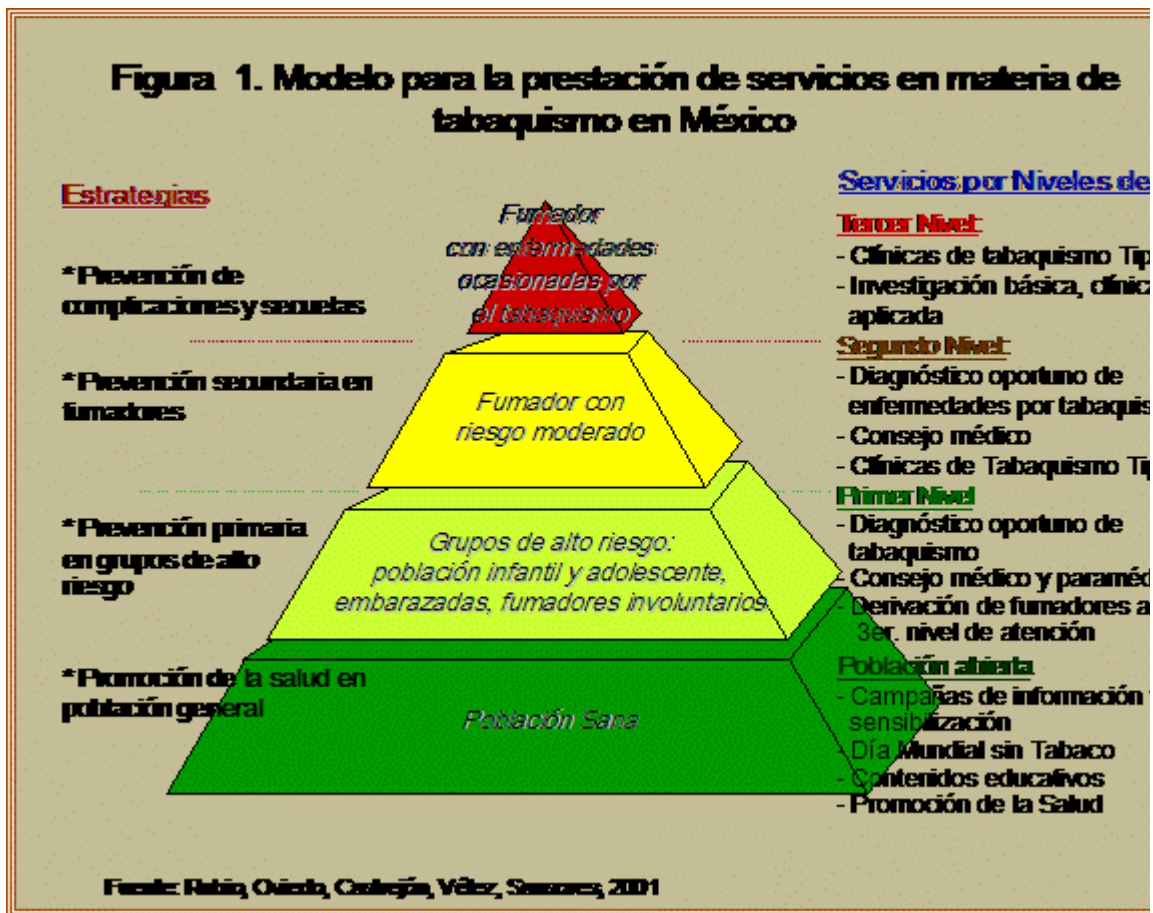 Figura 1. Modelo para la prestación de servicios en materia de
tabaquismo en México
Estrategias
* Prevención de
complicaciones y secuelas
* Prevención secundaria en
fumadores
* Prevención primaria
en grupos de alto
riesgo
* Promoción de la salud en
población general
Fumador
con enfermedades
ocasionadas por
el tabaquismo
Fumador con
riesgo moderado
Grupos de alto riesgo:
población infantil y adolescente,
embarazadas, fumadores involuntarios
Población Sana
Servicios por Niveles de
Tercer Nivel:
- Clínicas de tabaquismo Tip
- Investigación básica, clínica
aplicada
Segundo Nivel:
- Diagnóstico oportuno de
enfermedades por tabaquis
- Consejo médico
- Clínicas de Tabaquismo Tip
Primer Nivel
- Diagnóstico oportuno de
tabaquismo
- Consejo médico y paraméd
- Derivación de fumadores a
3er. nivel de atención
Población abierta
- Campañas de información
sensibilización
- Día Mundial sin Tabaco
- Contenidos educativos
- Promoción de la Salud
Fuente: Rubio, Oviedo, Castrejón, Vélez, 2001